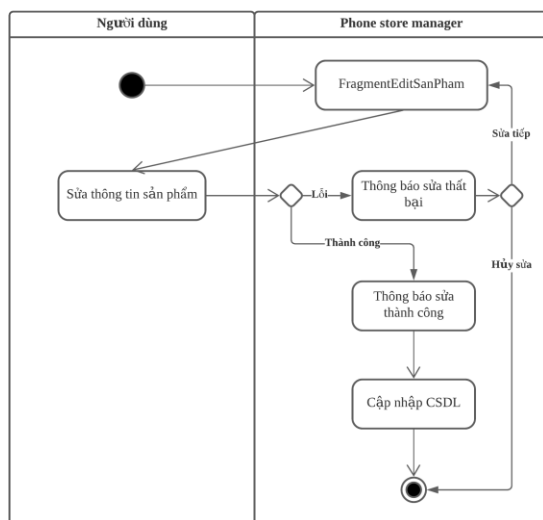 Người dùng
Phone store manager
FragmentEditSanPham
Sửa tiếp
Sửa thông tin sản phẩm
Lỗi
Thông báo sửa thất
bại
Thành công
Hủy sửa
Thông báo sửa
thành công
Cập nhập CSDL